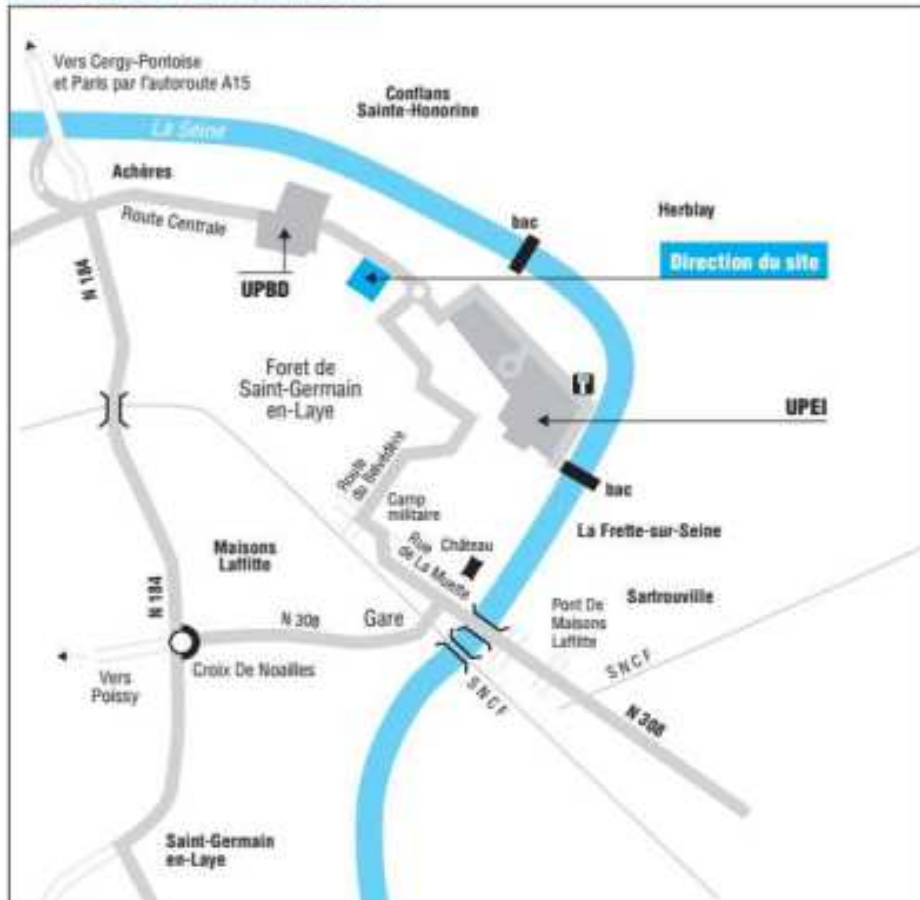 Vers Cergy-Pontoise
et Paris par l'autoroute A15
Conflans
Sainte-Honorine
La Seine
Achères
Herblay
bac
Route Centrale
Direction du site
UPBD
N 184
Foret de
Saint-Germain
en-Laye
UPEI
Route
du Bélvédère
bac
Camp
militaire
La Frette-sur-Seine
Château
Rue
de La Muette
Maisons
Laffitte
Sartrouville
N 184
Pont De
Maisons
Laffitte
N 308
Gare
SNCF
Croix De Noailles
Vers
Poissy
SNCF
N 308
Saint-Germain
en-Laye